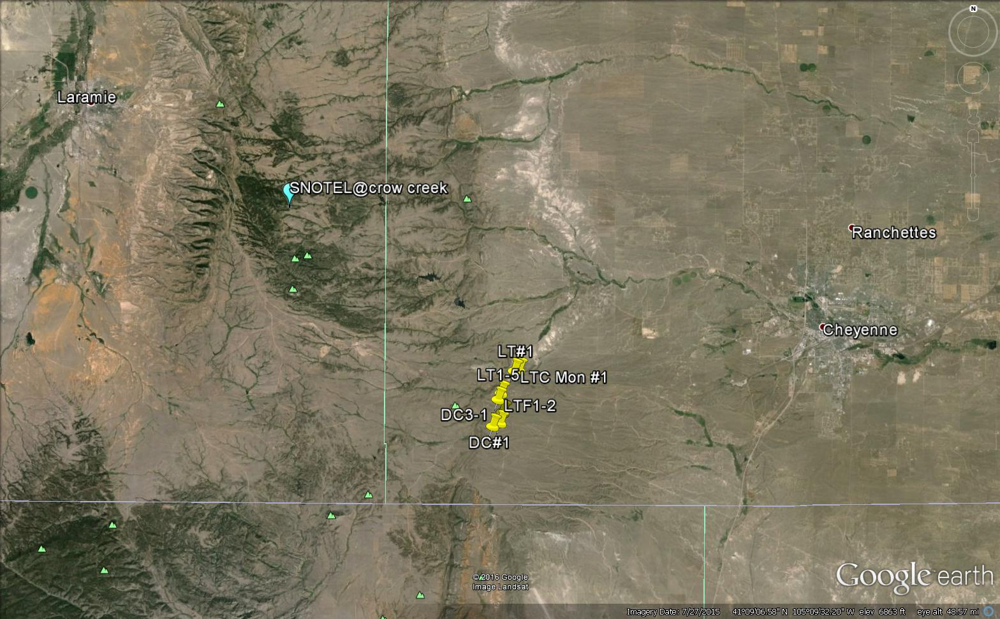 N
Laramie
SNOTEL@crow creek
Ranchettes
Cheyenne
LT#1
LT1-5
LTC Mon #1
LTF1-2
DC3-1
DC#1
© 2016 Google
Image Landsat
Google earth
Imagery Date: 7/27/2015 41°09'06.58" N 105°09'32.20" W elev 6863 ft eye alt 48.57 mi